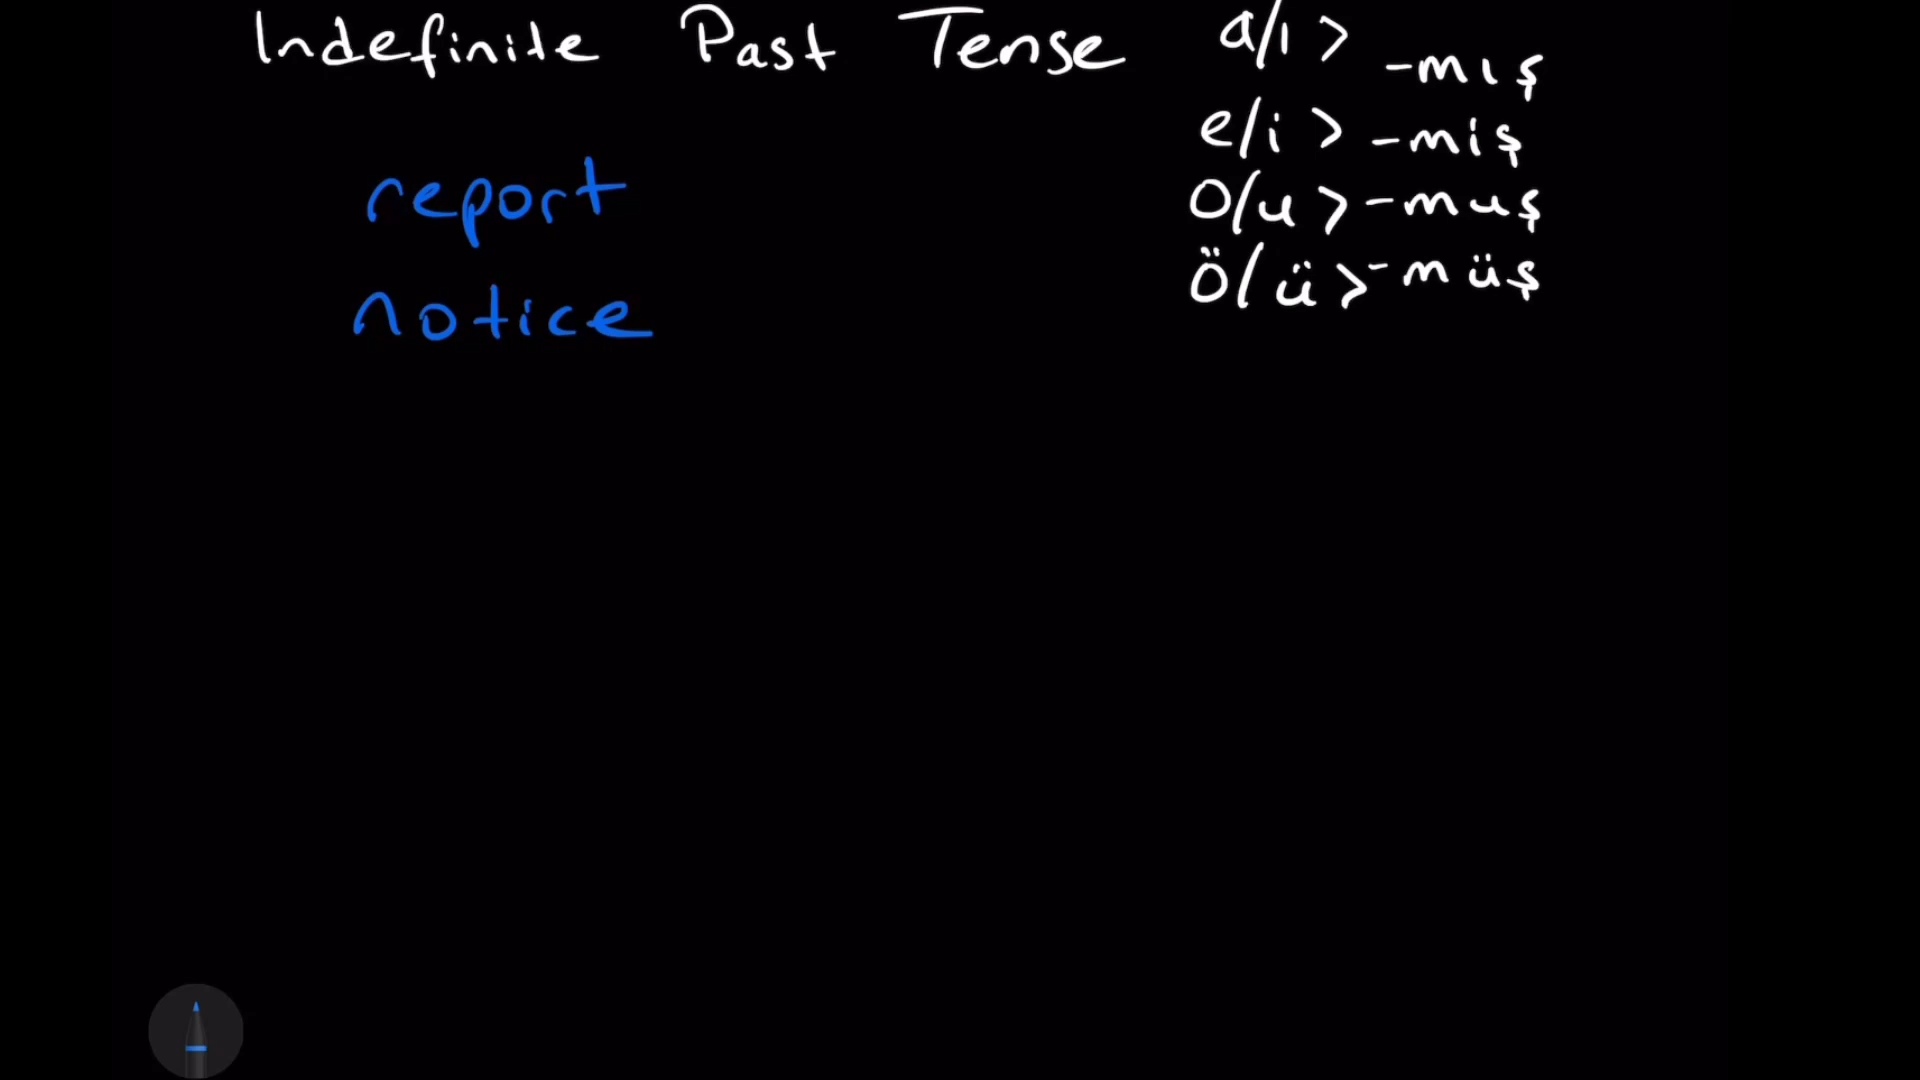 Indefinite Past Tense
a/ı > -mış
e/i > -miş
o/u > -muş
ö/ü > -müş
report
notice